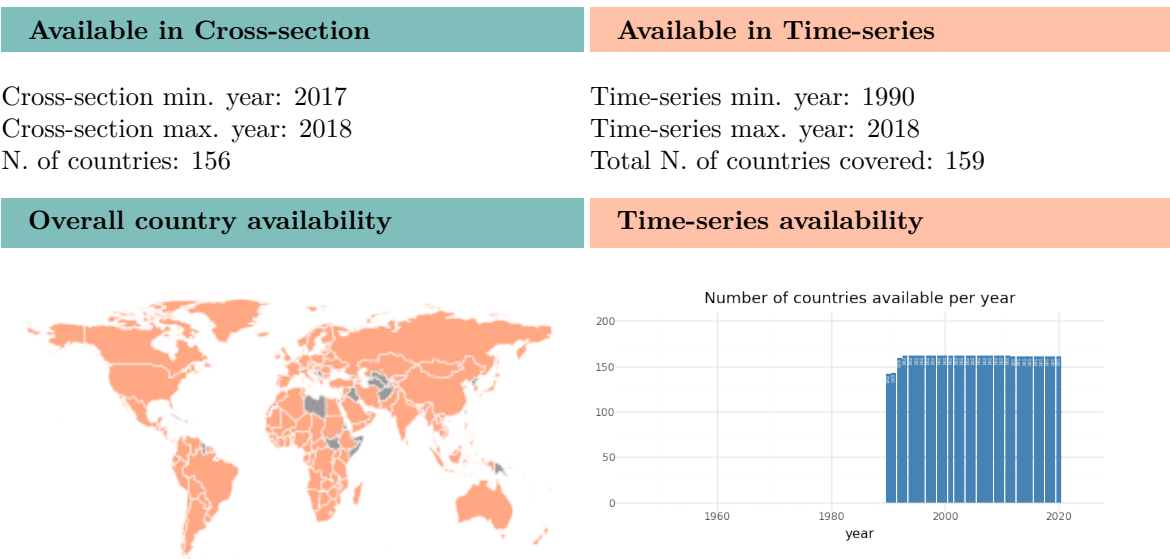 Available in Cross-section
Available in Time-series
Cross-section min. year: 2017
Cross-section max. year: 2018
N. of countries: 156
Time-series min. year: 1990
Time-series max. year: 2018
Total N. of countries covered: 159
Overall country availability
Time-series availability
Number of countries available per year
200
150
100
50
0
1960 1980 2000 2020
year